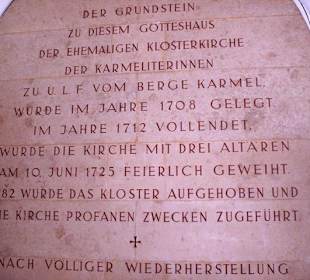 DER GRUNDSTEIN
ZU DIESEM GOTTESHAUS
DER EHEMALIGEN KLOSTERKIRCHE
DER KARMELITERINNEN
ZU U.L.F. VOM BERGE KARMEL,
WURDE IM JAHRE 1708 GELEGT
IM JAHRE 1712 VOLLENDET,
WURDE DIE KIRCHE MIT DREI ALTÄREN
AM 10. JUNI 1725 FEIERLICH GEWEIHT.
82 WURDE DAS KLOSTER AUFGEHOBEN UND
IE KIRCHE PROFANEN ZWECKEN ZUGEFÜHRT.
NACH VÖLLIGER WIEDERHERSTELLUNG